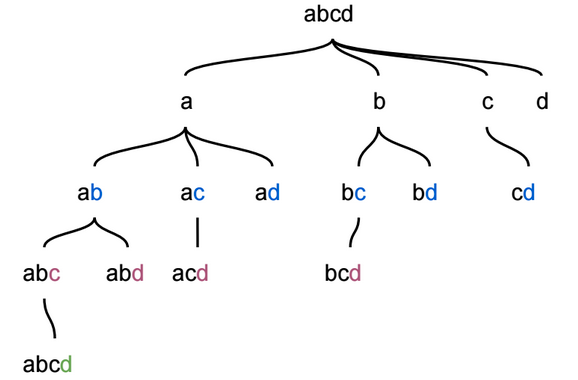 abcd
a b c d
ab ac ad bc bd cd
abc abd acd bcd
abcd